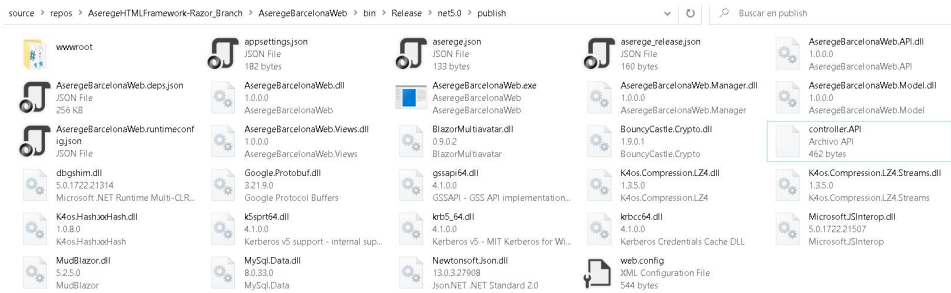 source > repos > AseregeHTMLFramework-Razor_Branch > AseregeBarcelonaWeb > bin > Release > net5.0 > publish
Buscar en publish
wwwroot
appsettings.json
JSON File
182 bytes
aserege.json
JSON File
133 bytes
aserege_release.json
JSON File
160 bytes
AseregeBarcelonaWeb.API.dll
1.0.0.0
AseregeBarcelonaWeb.API
AseregeBarcelonaWeb.deps.json
JSON File
256 KB
AseregeBarcelonaWeb.dll
1.0.0.0
AseregeBarcelonaWeb
AseregeBarcelonaWeb.exe
AseregeBarcelonaWeb
AseregeBarcelonaWeb
AseregeBarcelonaWeb.Manager.dll
1.0.0.0
AseregeBarcelonaWeb.Manager
AseregeBarcelonaWeb.Model.dll
1.0.0.0
AseregeBarcelonaWeb.Model
AseregeBarcelonaWeb.runtimeconf
ig.json
JSON File
AseregeBarcelonaWeb.Views.dll
1.0.0.0
AseregeBarcelonaWeb.Views
BlazorMultiavatar.dll
0.9.0.2
BlazorMultiavatar
BouncyCastle.Crypto.dll
1.9.0.1
BouncyCastle.Crypto
controller.API
Archivo API
462 bytes
dbgshim.dll
5.0.1722.21314
Microsoft .NET Runtime Multi-CLR...
Google.Protobuf.dll
3.21.9.0
Google Protocol Buffers
gssapi64.dll
4.1.0.0
GSSAPI - GSS API implementation...
K4os.Compression.LZ4.dll
1.3.5.0
K4os.Compression.LZ4
K4os.Compression.LZ4.Streams.dll
1.3.5.0
K4os.Compression.LZ4.Streams
K4os.Hash.xxHash.dll
1.0.8.0
K4os.Hash.xxHash
k5sprt64.dll
4.1.0.0
Kerberos v5 support - internal sup...
krb5_64.dll
4.1.0.0
Kerberos v5 - MIT Kerberos for Wi...
krbcc64.dll
4.1.0.0
Kerberos Credentials Cache DLL
Microsoft.JSInterop.dll
5.0.1722.21507
Microsoft.JSInterop
MudBlazor.dll
5.2.5.0
MudBlazor
MySql.Data.dll
8.0.33.0
MySql.Data
Newtonsoft.Json.dll
13.0.3.27908
Json.NET .NET Standard 2.0
web.config
XML Configuration File
544 bytes